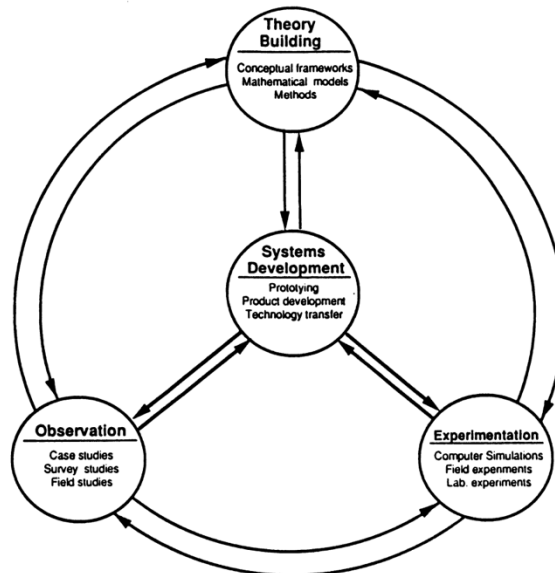 Theory
Building
Conceptual frameworks
Mathematical models
Methods
Systems
Development
Prototying
Product development
Technology transfer
Observation
Case studies
Survey studies
Field studies
Experimentation
Computer Simulations
Field experiments
Lab. experiments